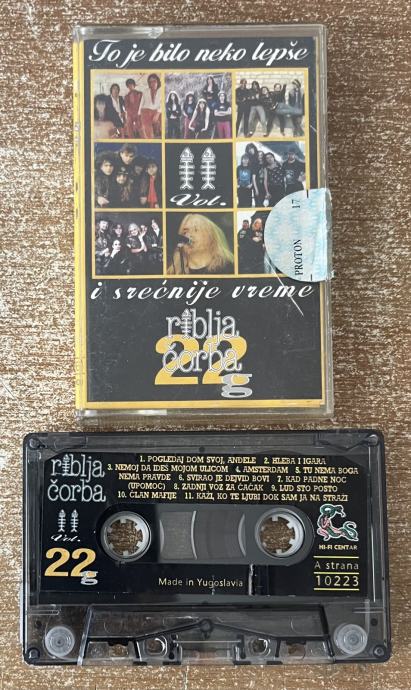 To je bilo neko lepše
Vol.
PROTON 17
i srećnije vreme
riblja
čorba
22g
riblja
čorba
Vol.
22g
1. POGLEDAJ DOM SVOJ, ANĐELE 2. HLEBA I IGARA
3. NEMOJ DA IDEŠ MOJOM ULICOM 4. AMSTERDAM 5. TU NEMA BOGA
NEMA PRAVDE 6. SVIRAO JE DEJVID BOVI 7. KAD PADNE NOĆ
(UPOMOĆ) 8. ZADNJI VOZ ZA ČAČAK 9. LUD STO POSTO
10. ČLAN MAFIJE 11. KAŽI, KO TE LJUBI DOK SAM JA NA STRAŽI
HI-FI CENTAR
A strana
10223
Made in Yugoslavia